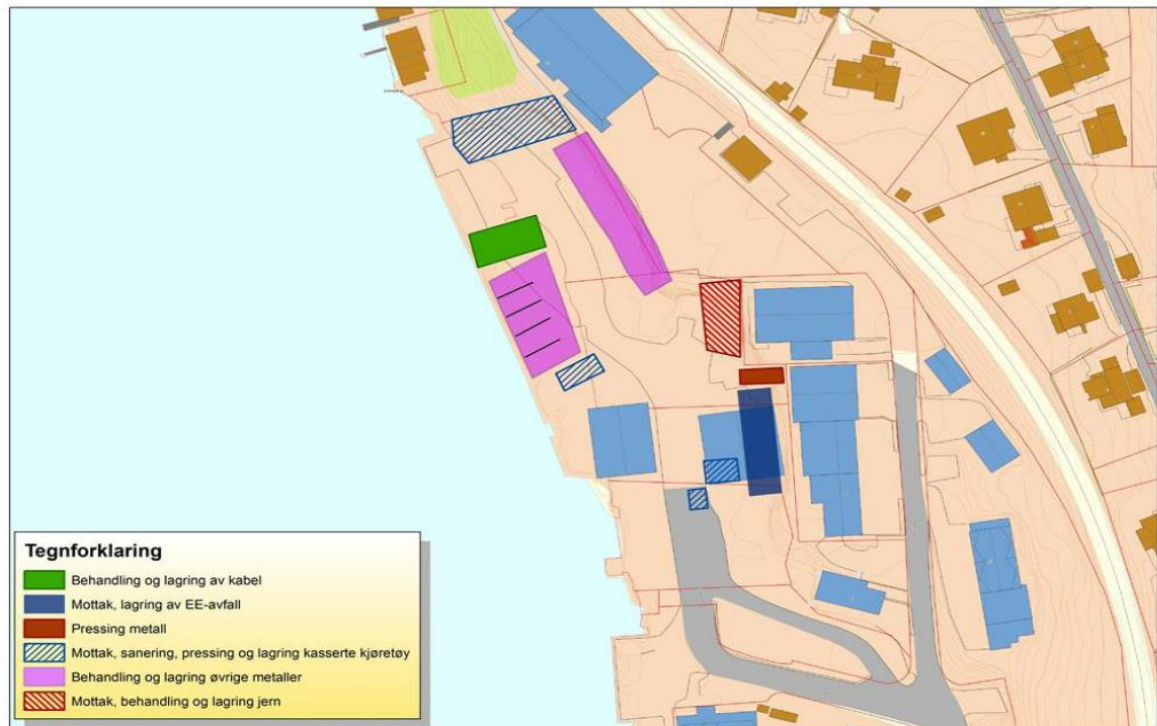 Tegnforklaring
Behandling og lagring av kabel
Mottak, lagring av EE-avfall
Pressing metall
Mottak, sanering, pressing og lagring kasserte kjøretøy
Behandling og lagring øvrige metaller
Mottak, behandling og lagring jern